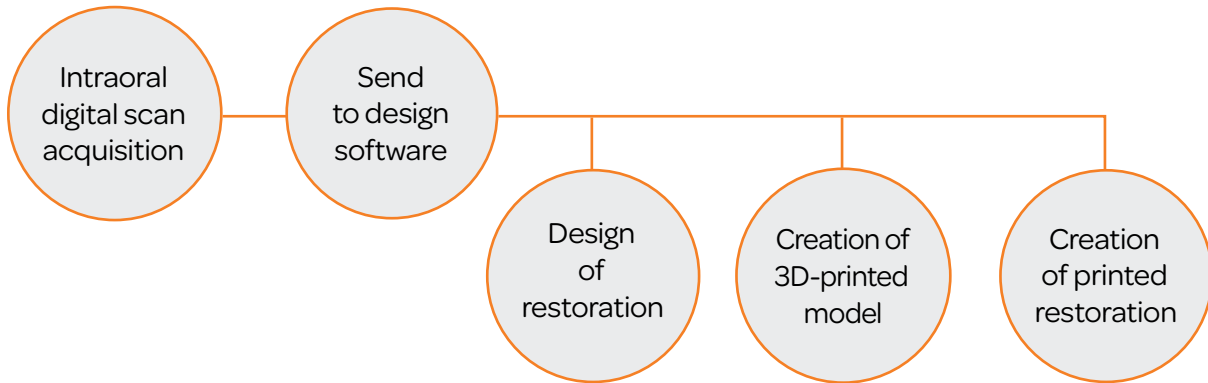 Intraoral
digital scan
acquisition
Send
to design
software
Design
of
restoration
Creation of
3D-printed
model
Creation
of printed
restoration